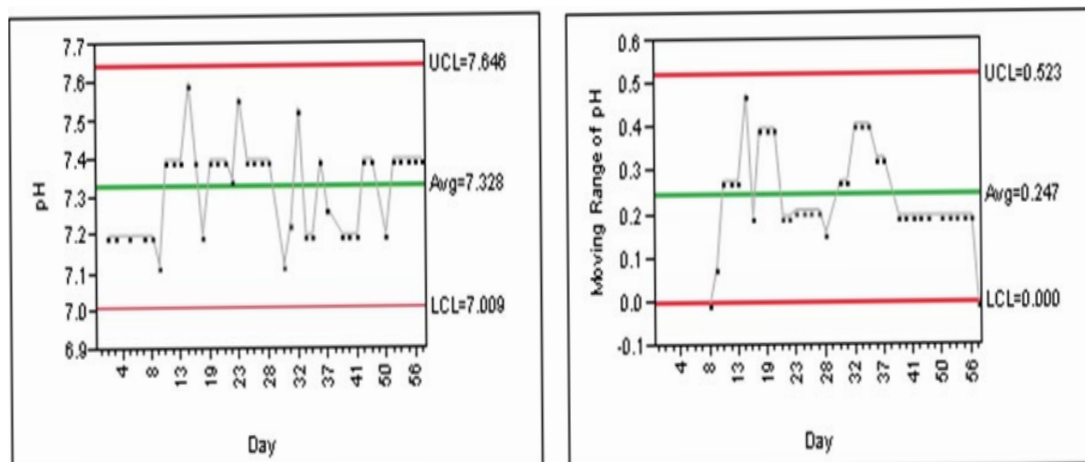 7.7
7.6
7.5
7.4
7.3
7.2
7.1
7.0
6.9
pH
UCL=7.646
Avg=7.328
LCL=7.009
4 8 13 19 23 28 32 37 41 50 56
Day
0.6
0.5
0.4
0.3
0.2
0.1
0.0
-0.1
Moving Range of pH
UCL=0.523
Avg=0.247
LCL=0.000
4 8 13 19 23 28 32 37 41 50 56
Day